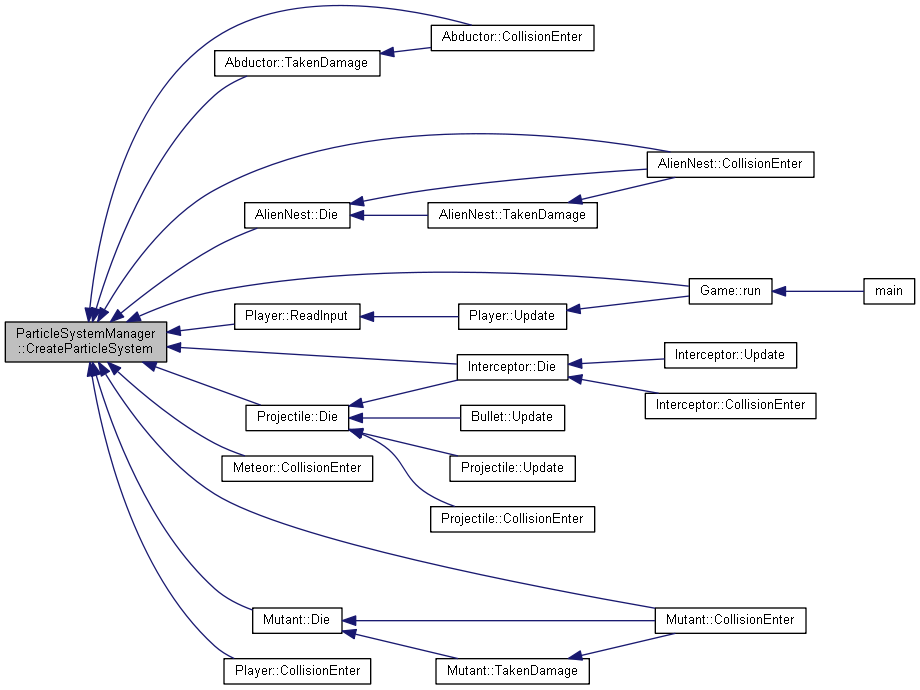 Abductor::CollisionEnter
Abductor::TakenDamage
AlienNest::CollisionEnter
AlienNest::Die
AlienNest::TakenDamage
Game::run
main
Player::ReadInput
Player::Update
ParticleSystemManager
::CreateParticleSystem
Interceptor::Update
Interceptor::Die
Interceptor::CollisionEnter
Projectile::Die
Bullet::Update
Meteor::CollisionEnter
Projectile::Update
Projectile::CollisionEnter
Mutant::Die
Mutant::CollisionEnter
Player::CollisionEnter
Mutant::TakenDamage